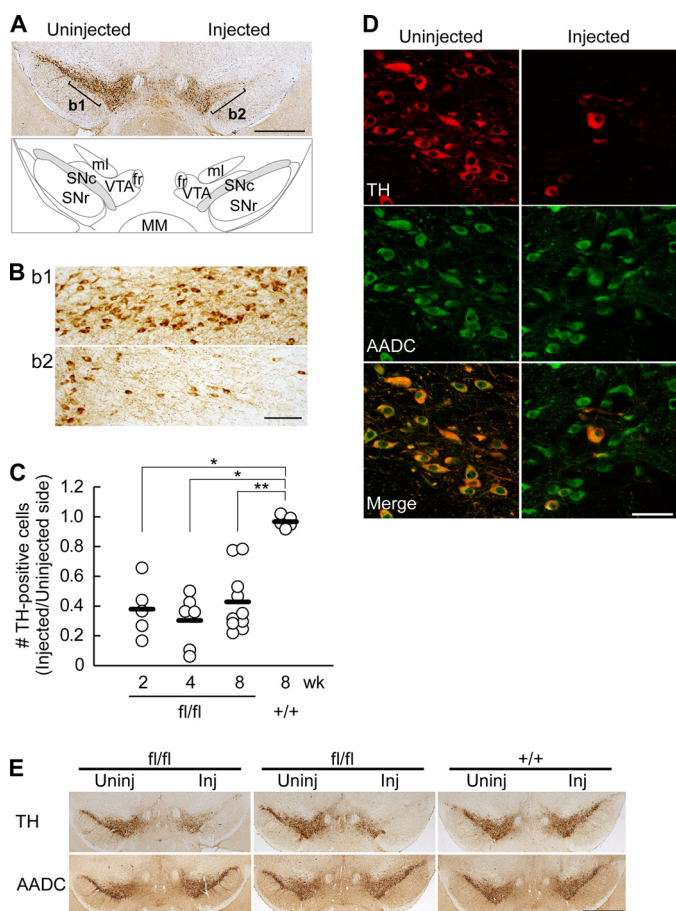 A
Uninjected Injected
b1 b2
ml ml
SNc VTA fr fr VTA SNc
SNr SNr
MM
B
b1
b2
C
* 
*
**
# TH-positive cells
(Injected/Uninjected side)
1.2
1.0
0.8
0.6
0.4
0.2
0
2 4 8 8 wk
fl/fl +/+
D
Uninjected Injected
TH
AADC
Merge
E
fl/fl fl/fl +/+
Uninj Inj Uninj Inj Uninj Inj
TH
AADC